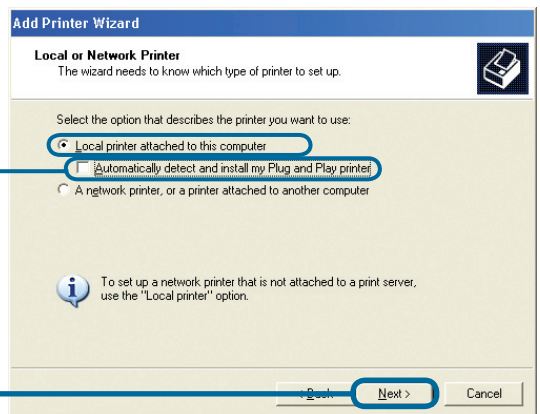 Add Printer Wizard
Local or Network Printer
The wizard needs to know which type of printer to set up.
Select the option that describes the printer you want to use:
Local printer attached to this computer
Automatically detect and install my Plug and Play printer
A network printer, or a printer attached to another computer
To set up a network printer that is not attached to a print server,
use the "Local printer" option.
< Back
Next >
Cancel